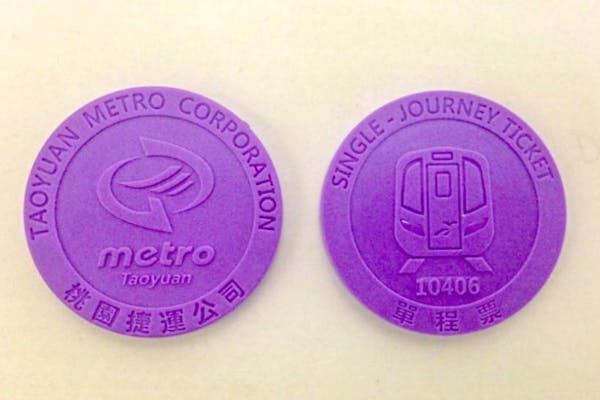 TAOYUAN METRO CORPORATION
metro
Taoyuan
桃園捷運公司
SINGLE-JOURNEY TICKET
10406
單程票